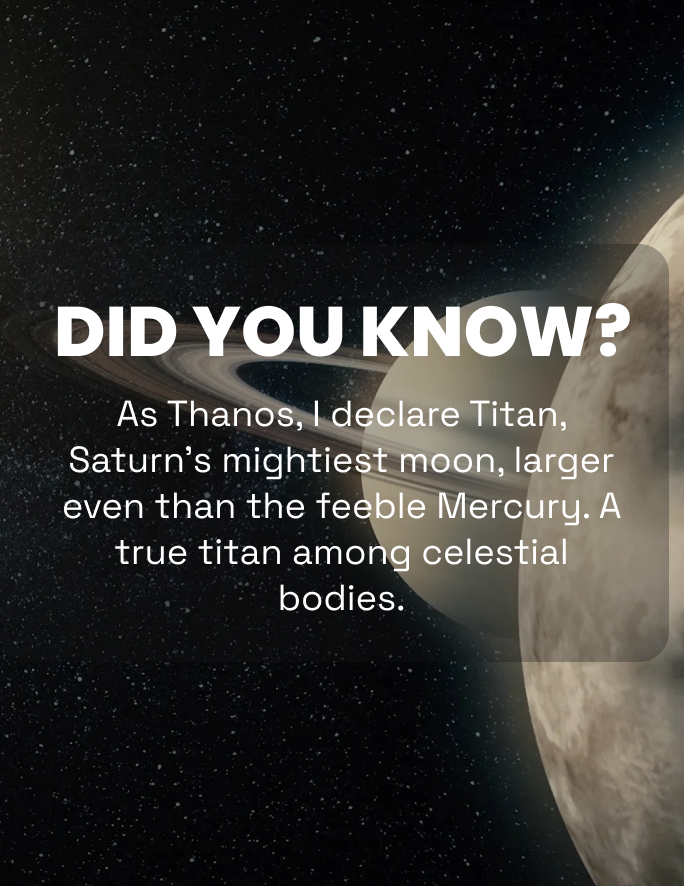 DID YOU KNOW?
As Thanos, I declare Titan,
Saturn’s mightiest moon, larger
even than the feeble Mercury. A
true titan among celestial
bodies.